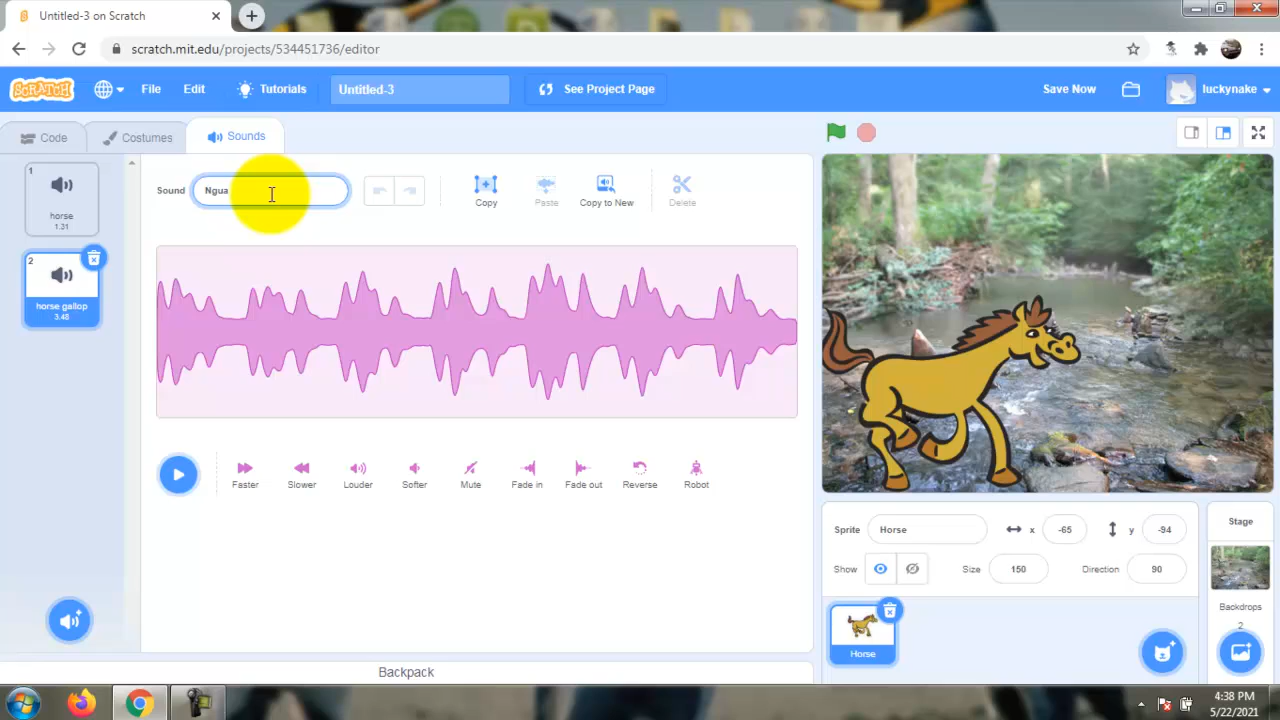 Untitled-3 on Scratch
scratch.mit.edu/projects/534451736/editor
SCRATCH
File
Edit
Tutorials
Untitled-3
See Project Page
Save Now
luckynake
Code
Costumes
Sounds
1
horse
1.31
2
horse gallop
3.48
Sound
Ngua
Copy
Paste
Copy to New
Delete
Faster
Slower
Louder
Softer
Mute
Fade in
Fade out
Reverse
Robot
Sprite
Horse
x
-65
y
-94
Show
Size
150
Direction
90
Horse
Stage
Backdrops
2
Backpack
4:38 PM
5/22/2021